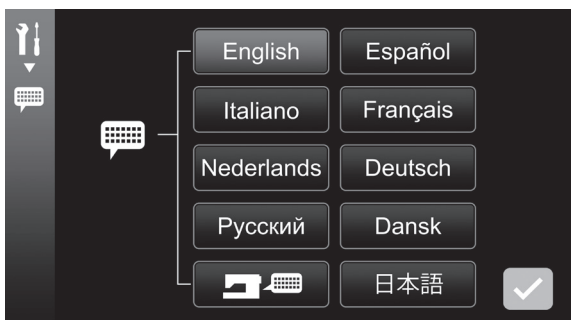 English
Español
Italiano
Français
Nederlands
Deutsch
Русский
Dansk
日本語